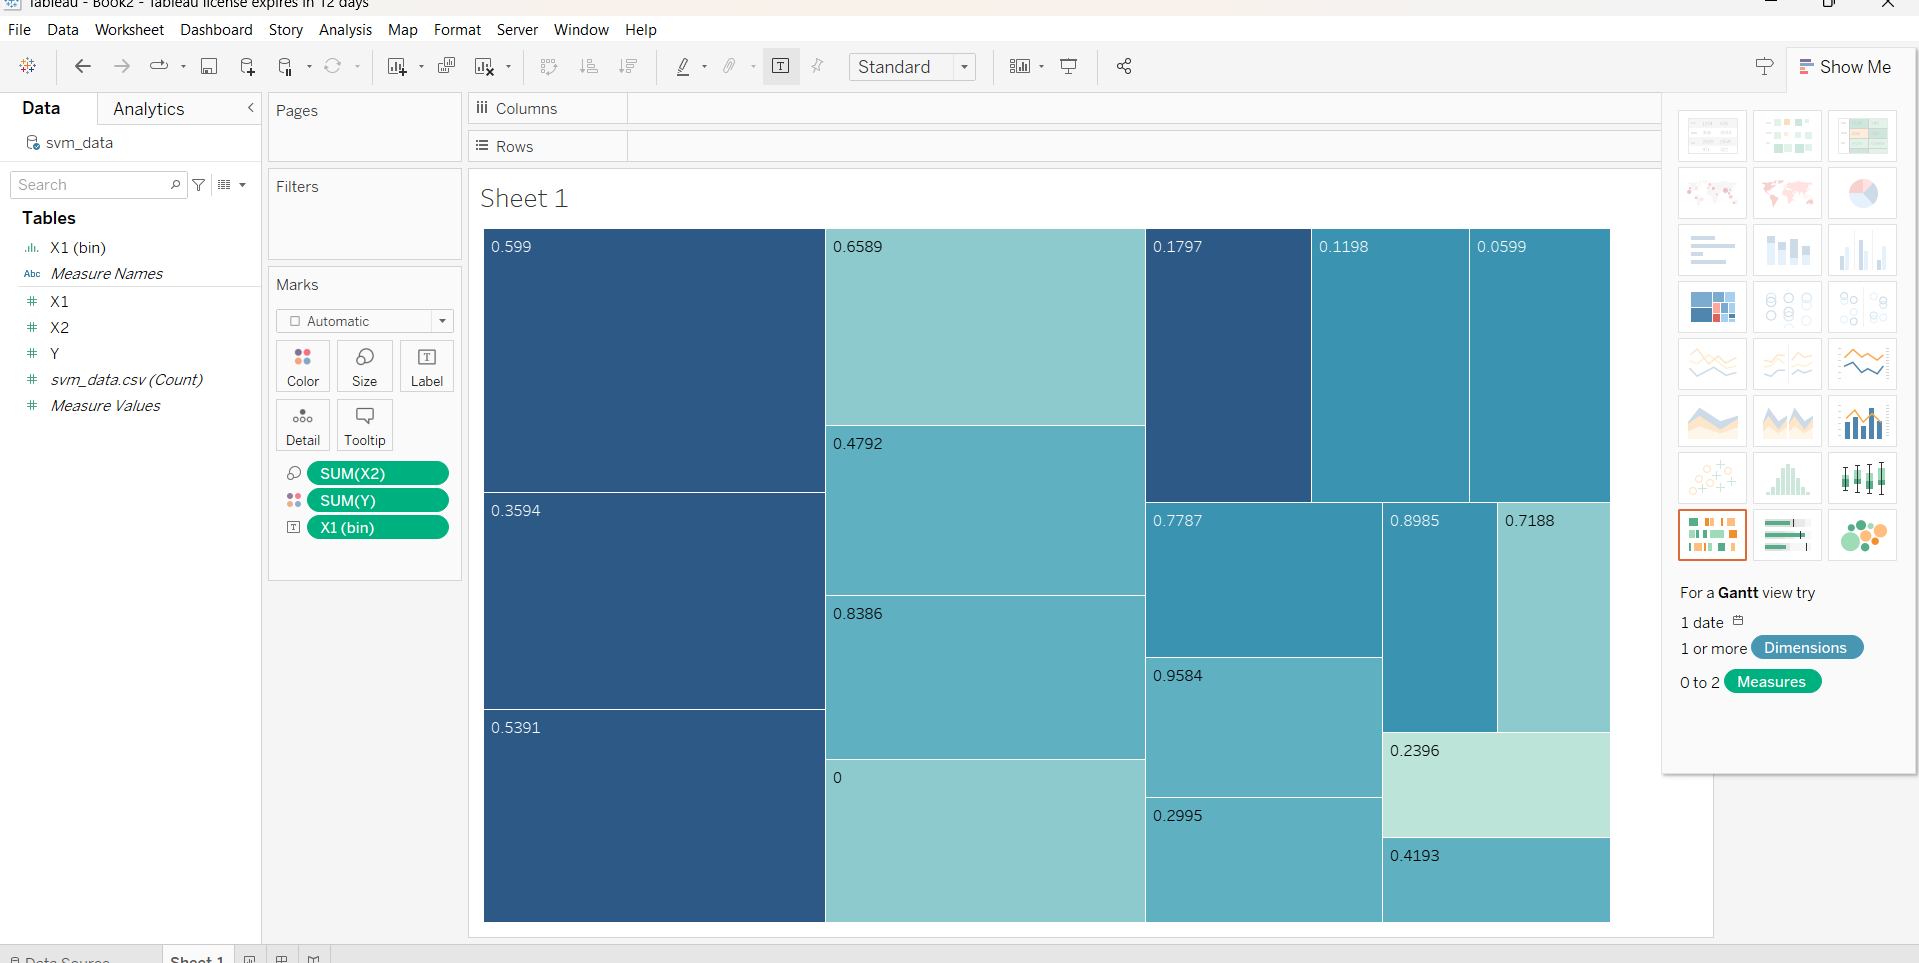 Tableau - Book2 - Tableau license expires in 12 days
File Data Worksheet Dashboard Story Analysis Map Format Server Window Help
Standard
Show Me
Data Analytics
svm_data
Search
Tables
X1 (bin)
Abc Measure Names
X1
X2
Y
svm_data.csv (Count)
Measure Values
Pages
Filters
Marks
Automatic
Color Size Label
Detail Tooltip
SUM(X2)
SUM(Y)
X1 (bin)
Columns
Rows
Sheet 1
0.599
0.3594
0.5391
0.6589
0.4792
0.8386
0
0.1797
0.1198
0.0599
0.7787
0.9584
0.2995
0.8985
0.7188
0.2396
0.4193
For a Gantt view try
1 date
1 or more Dimensions
0 to 2 Measures
Data Source
Sheet 1